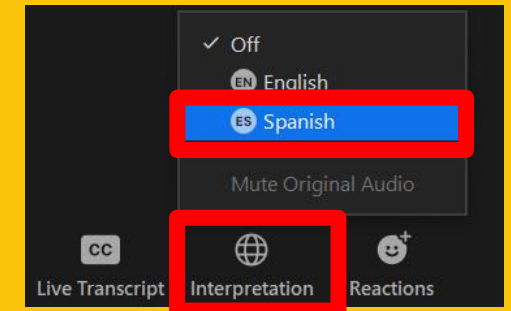 ✓ Off
EN English
ES Spanish
Mute Original Audio
CC
Live Transcript Interpretation Reactions